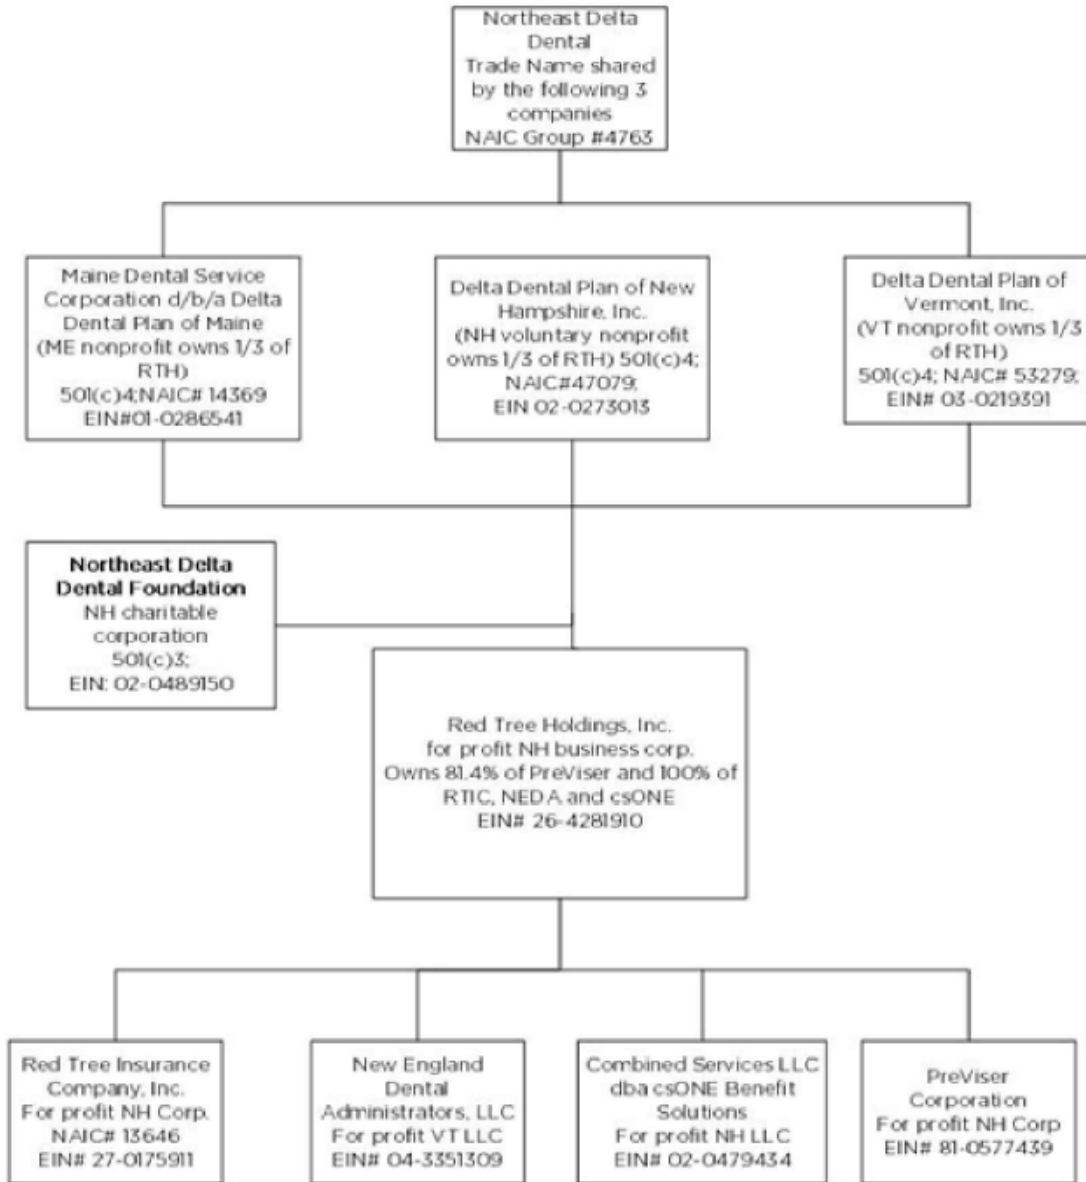 Northeast Delta
Dental
Trade Name shared
by the following 3
companies
NAIC Group #4763
Maine Dental Service
Corporation d/b/a Delta
Dental Plan of Maine
(ME nonprofit owns 1/3 of
RTH)
501(c)4;NAIC# 14369
EIN#01-0286541
Delta Dental Plan of New
Hampshire, Inc.
(NH voluntary nonprofit
owns 1/3 of RTH) 501(c)4;
NAIC#47079;
EIN 02-0273013
Delta Dental Plan of
Vermont, Inc.
(VT nonprofit owns 1/3
of RTH)
501(c)4; NAIC# 53279;
EIN# 03-0219391
Northeast Delta
Dental Foundation
NH charitable
corporation
501(c)3;
EIN: 02-0489150
Red Tree Holdings, Inc.
for profit NH business corp.
Owns 81.4% of PreViser and 100% of
RTIC, NEDA and csONE
EIN# 26-4281910
Red Tree Insurance
Company, Inc.
For profit NH Corp.
NAIC# 13646
EIN# 27-0175911
New England
Dental
Administrators, LLC
For profit VT LLC
EIN# 04-3351309
Combined Services LLC
dba csONE Benefit
Solutions
For profit NH LLC
EIN# 02-0479434
PreViser
Corporation
For profit NH Corp
EIN# 81-0577439